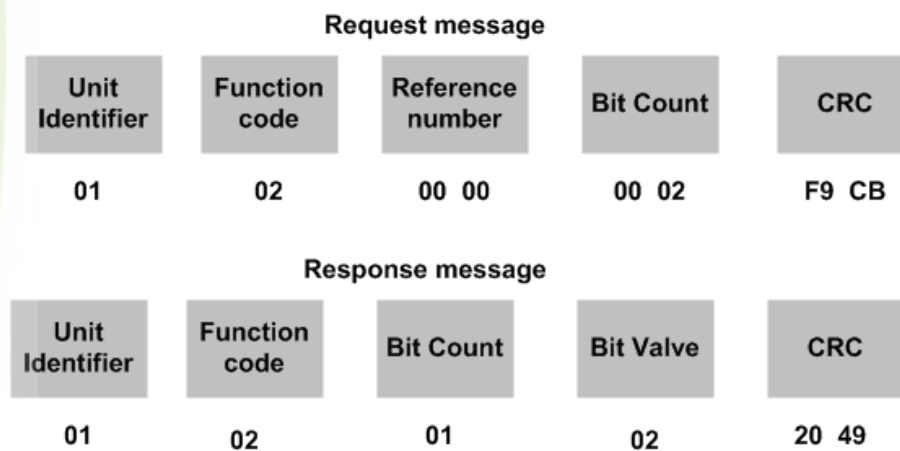 Request message
Unit
Identifier
Function
code
Reference
number
Bit Count
CRC
01
02
00 00
00 02
F9 CB
Response message
Unit
Identifier
Function
code
Bit Count
Bit Valve
CRC
01
02
01
02
20 49